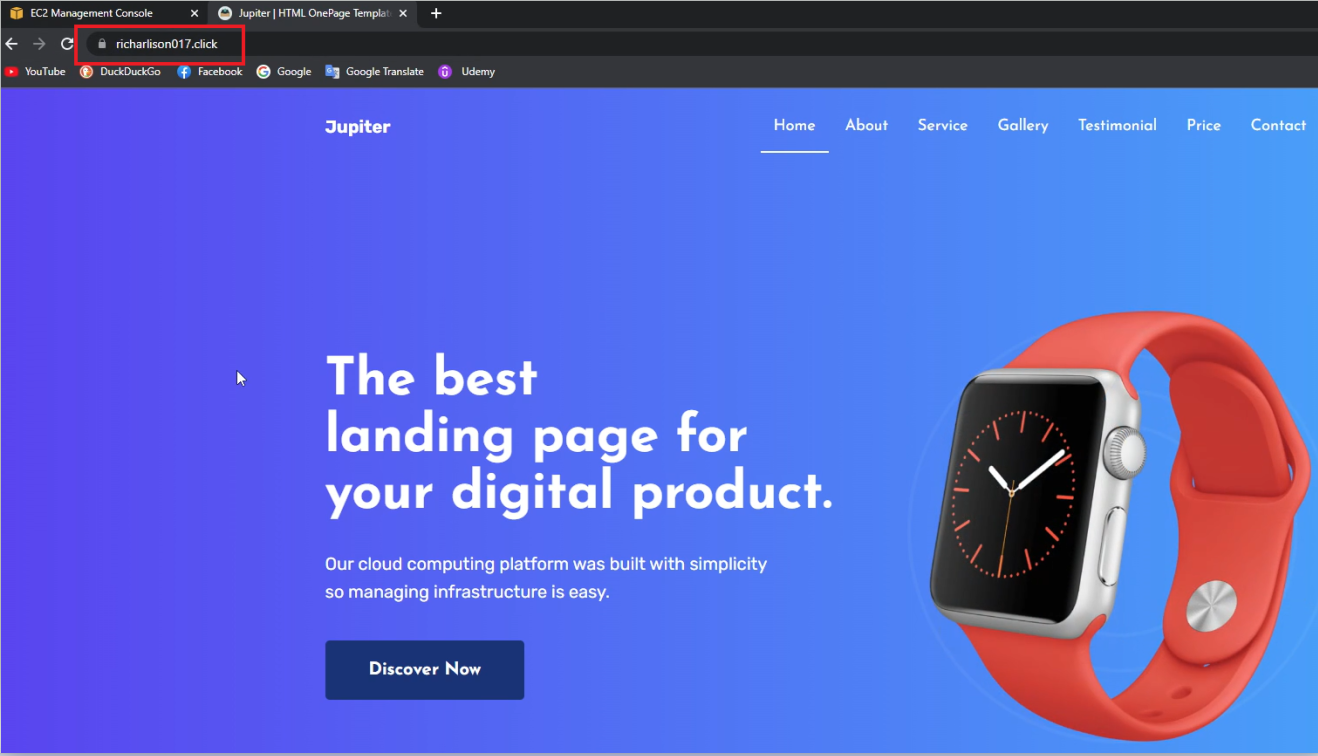 EC2 Management Console
Jupiter | HTML OnePage Templat
richarlison017.click
YouTube DuckDuckGo Facebook Google Google Translate Udemy
Jupiter Home About Service Gallery Testimonial Price Contact
The best
landing page for
your digital product.
Our cloud computing platform was built with simplicity
so managing infrastructure is easy.
Discover Now